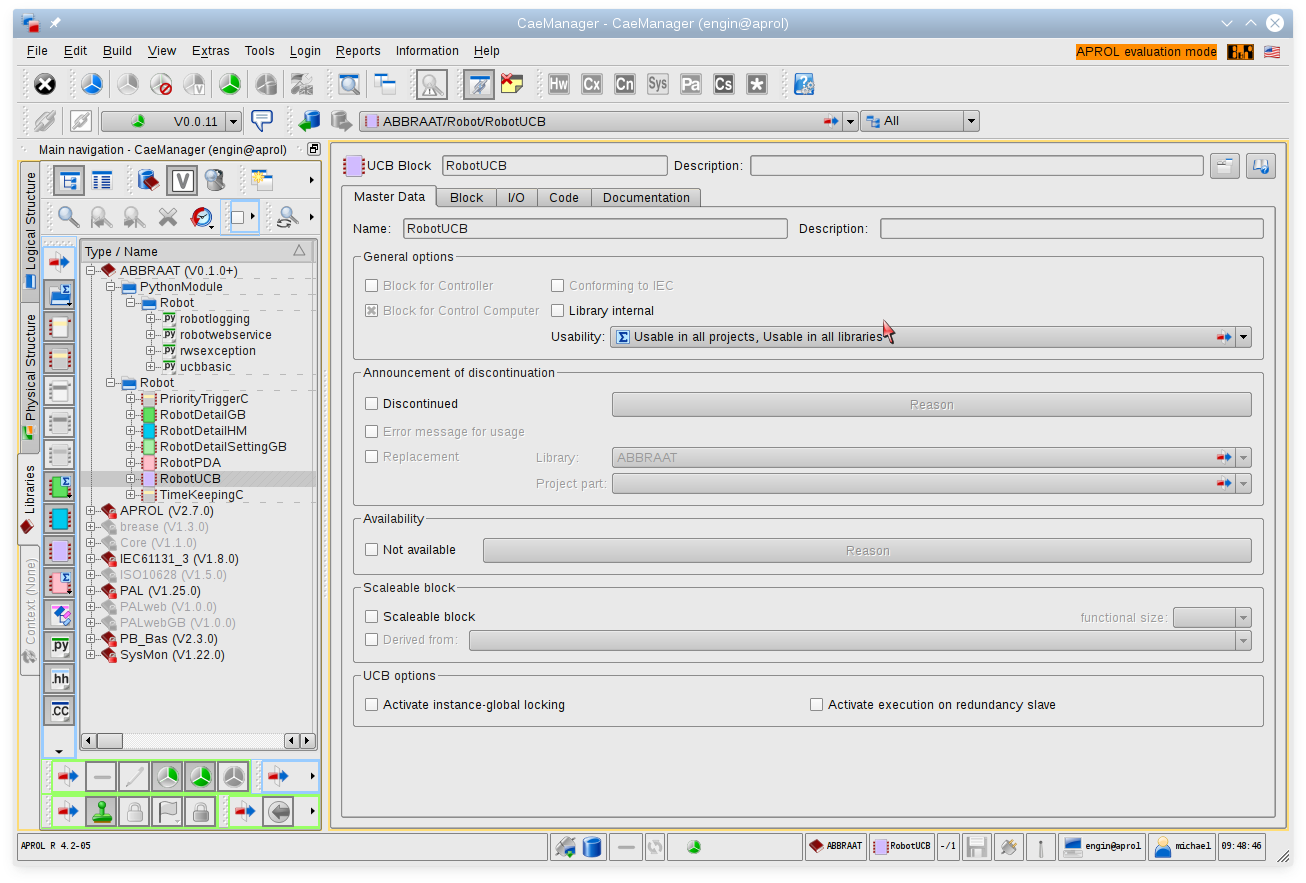 CaeManager - CaeManager (engin@aprol)
File Edit Build View Extras Tools Login Reports Information Help APROL evaluation mode
Hw Cx Cn Sys Pa Cs *
V0.0.11 ABBRAAT/Robot/RobotUCB All
Main navigation - CaeManager (engin@aprol)
Logical Structure
Physical Structure
Libraries
Context (None)
V
Type / Name
ABBRAAT (V0.1.0+)
PythonModule
Robot
py robotlogging
py robotwebservice
py rwsexception
py ucbbasic
Robot
PriorityTriggerC
RobotDetailGB
RobotDetailHM
RobotDetailSettingGB
RobotPDA
RobotUCB
TimeKeepingC
APROL (V2.7.0)
brease (V1.3.0)
Core (V1.1.0)
IEC61131_3 (V1.8.0)
ISO10628 (V1.5.0)
PAL (V1.25.0)
PALweb (V1.0.0)
PALwebGB (V1.0.0)
PB_Bas (V2.3.0)
SysMon (V1.22.0)
.py
.hh
.CC
UCB Block RobotUCB Description:
Master Data Block I/O Code Documentation
Name: RobotUCB Description:
General options
Block for Controller Conforming to IEC
Block for Control Computer Library internal
Usability: Σ Usable in all projects, Usable in all libraries
Announcement of discontinuation
Discontinued Reason
Error message for usage
Replacement Library: ABBRAAT
Project part:
Availability
Not available Reason
Scaleable block
Scaleable block functional size:
Derived from:
UCB options
Activate instance-global locking Activate execution on redundancy slave
APROL R 4.2-05 ABBRAAT RobotUCB -/1 engin@aprol michael 09:48:46